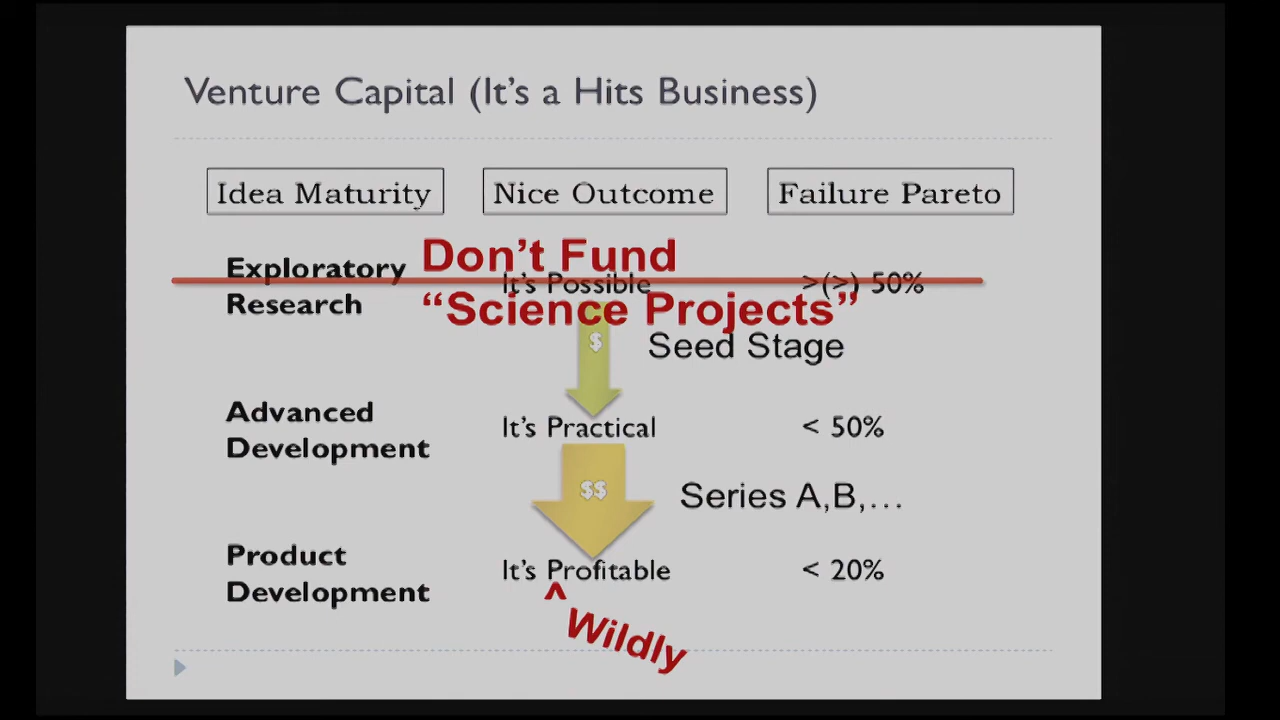 Venture Capital (It's a Hits Business)
Idea Maturity Nice Outcome Failure Pareto
Exploratory
Research
Don't Fund
It's Possible >(>) 50%
“Science Projects”
$
Seed Stage
Advanced
Development
It's Practical < 50%
$$
Series A,B,…
Product
Development
It's Profitable < 20%
^
Wildly